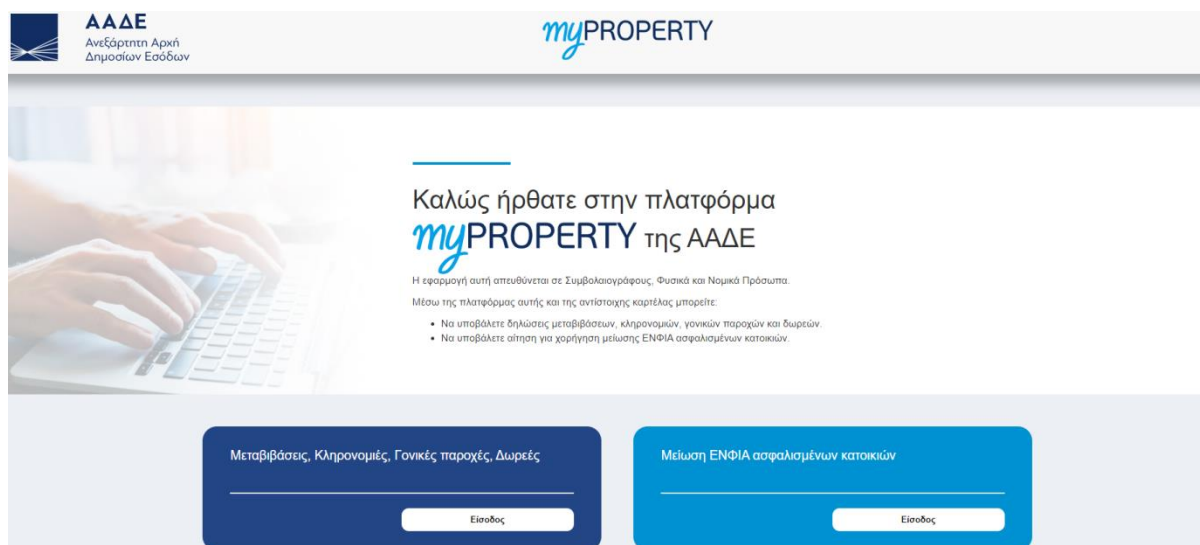 ΑΑΔΕ
Ανεξάρτητη Αρχή
Δημοσίων Εσόδων
myPROPERTY
Καλώς ήρθατε στην πλατφόρμα
myPROPERTY της ΑΑΔΕ
Η εφαρμογή αυτή απευθύνεται σε Συμβολαιογράφους, Φυσικά και Νομικά Πρόσωπα.
Μέσω της πλατφόρμας αυτής και της αντίστοιχης καρτέλας μπορείτε:
• Να υποβάλετε δηλώσεις μεταβιβάσεων, κληρονομιών, γονικών παροχών και δωρεών.
• Να υποβάλετε αίτηση για χορήγηση μείωσης ΕΝΦΙΑ ασφαλισμένων κατοικιών.
Μεταβιβάσεις, Κληρονομιές, Γονικές παροχές, Δωρεές
Είσοδος
Μείωση ΕΝΦΙΑ ασφαλισμένων κατοικιών
Είσοδος